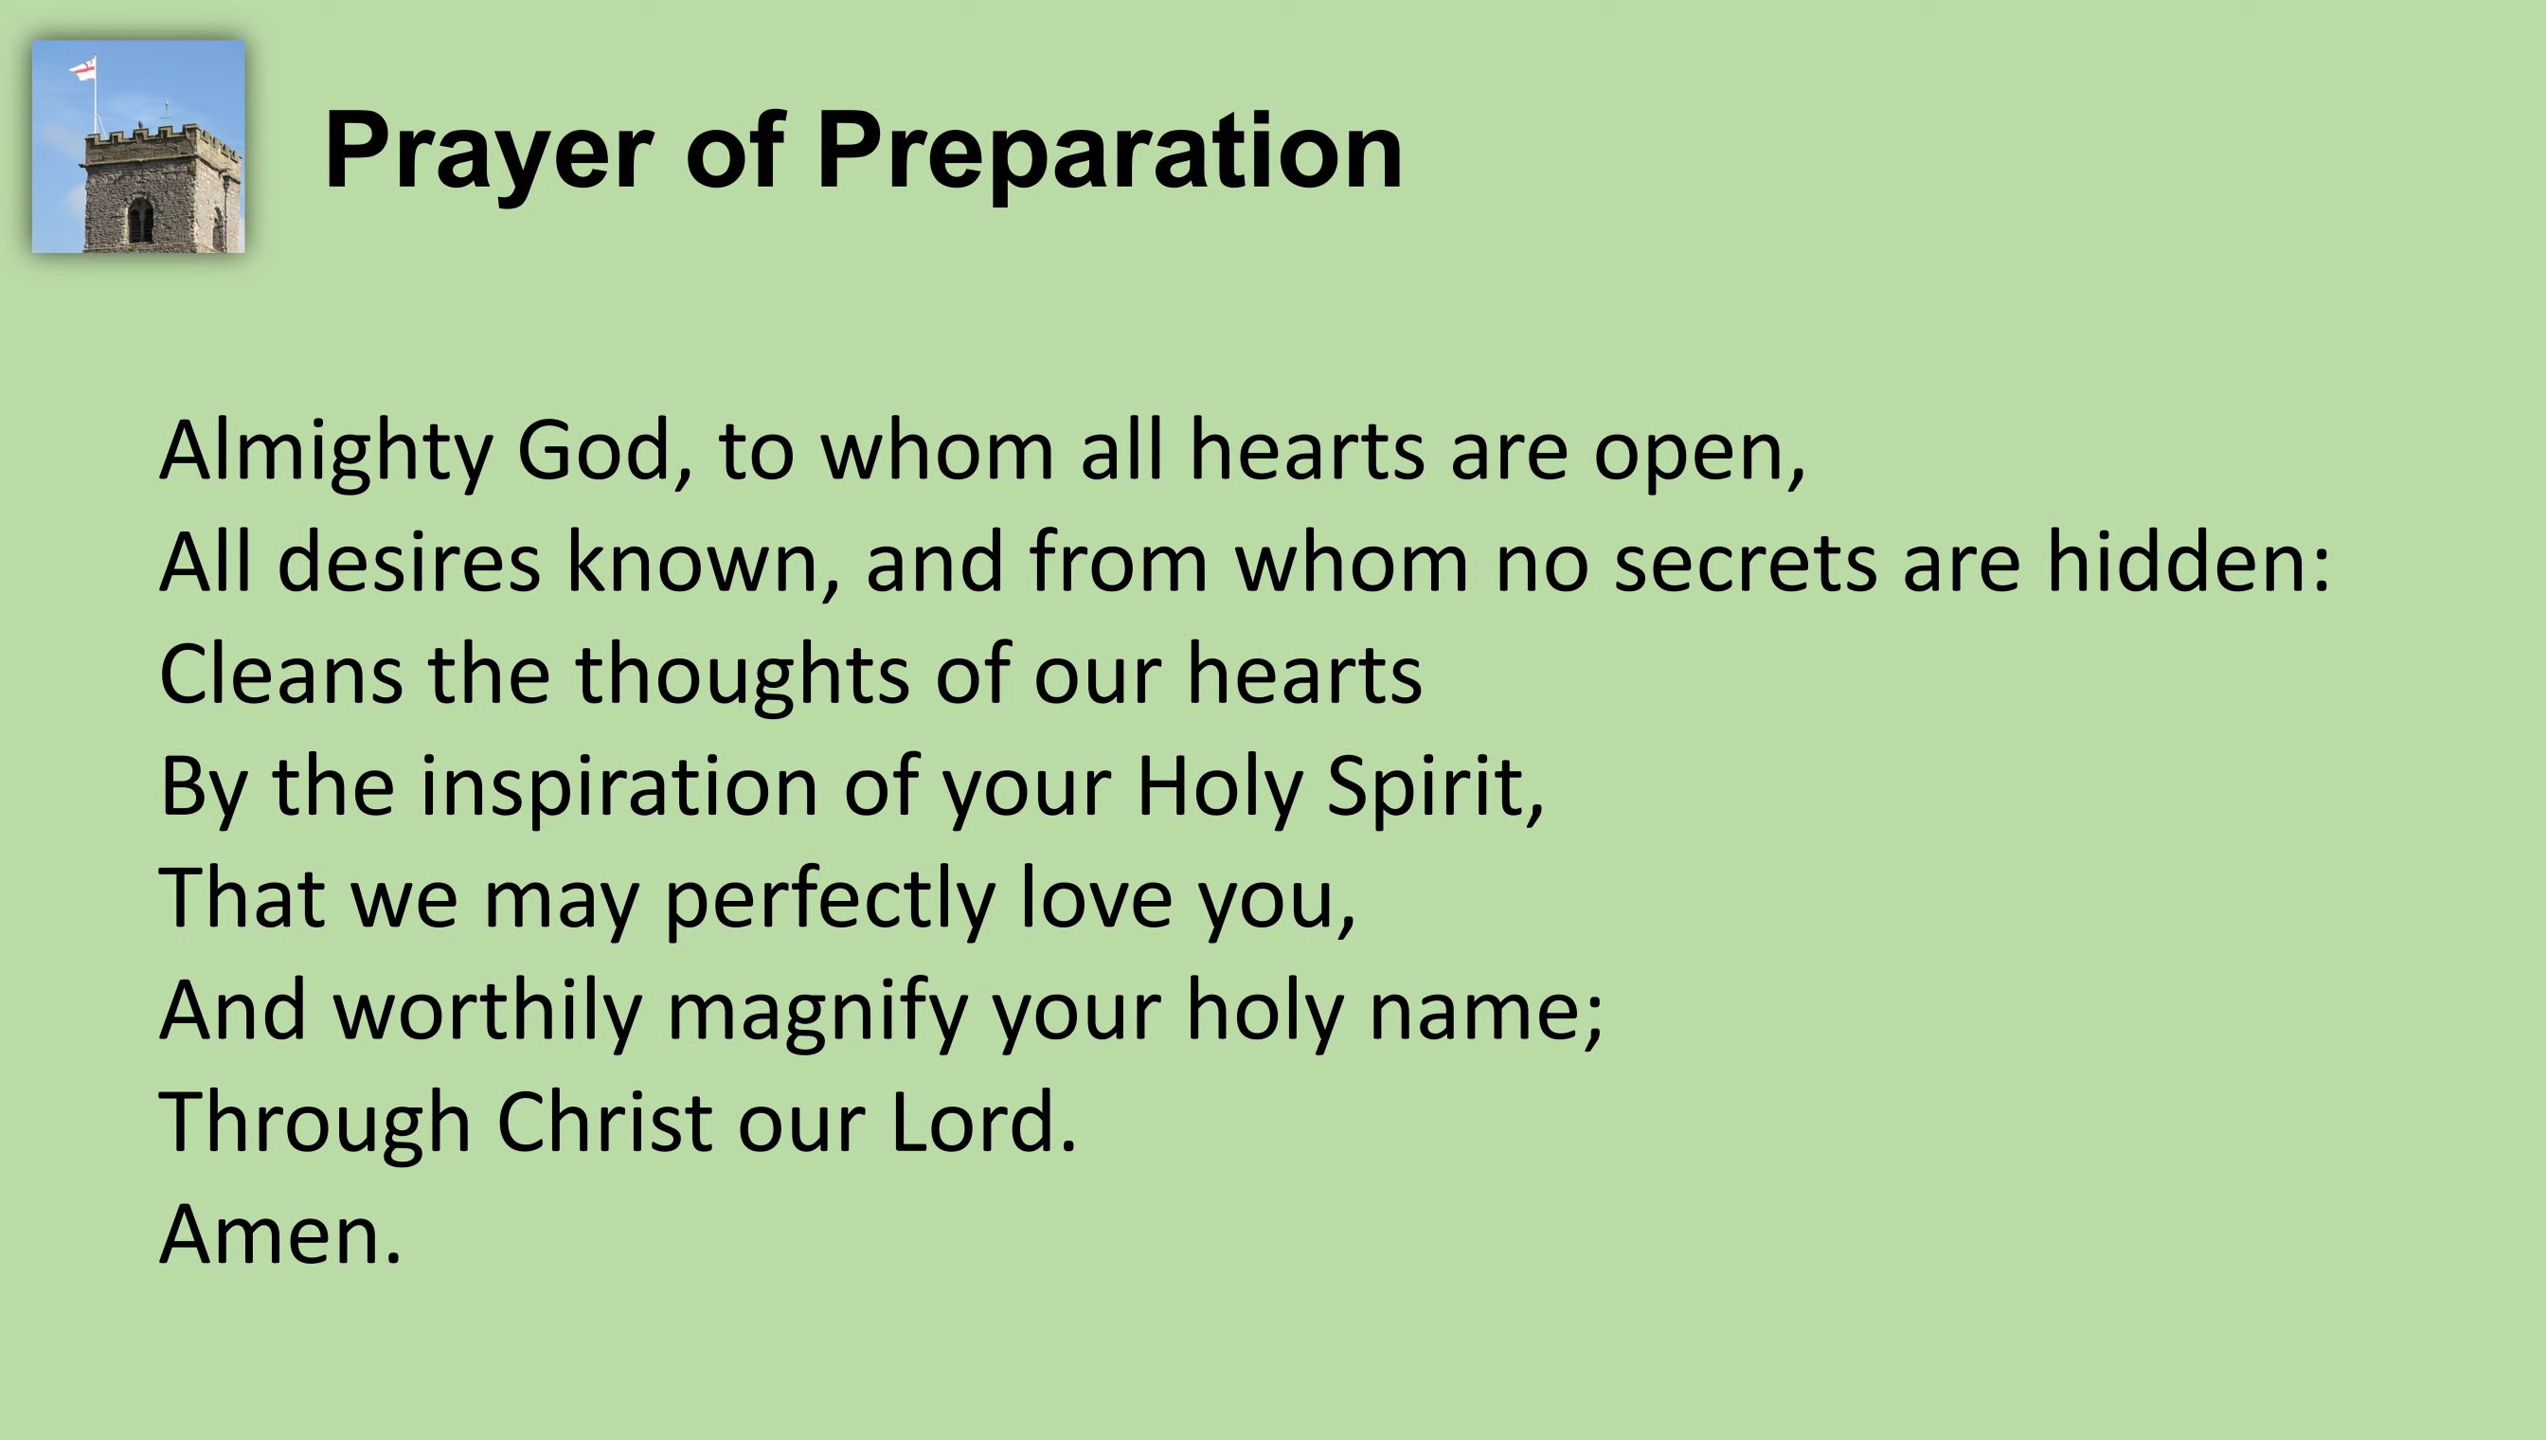 Prayer of Preparation
Almighty God, to whom all hearts are open,
All desires known, and from whom no secrets are hidden:
Cleans the thoughts of our hearts
By the inspiration of your Holy Spirit,
That we may perfectly love you,
And worthily magnify your holy name;
Through Christ our Lord.
Amen.